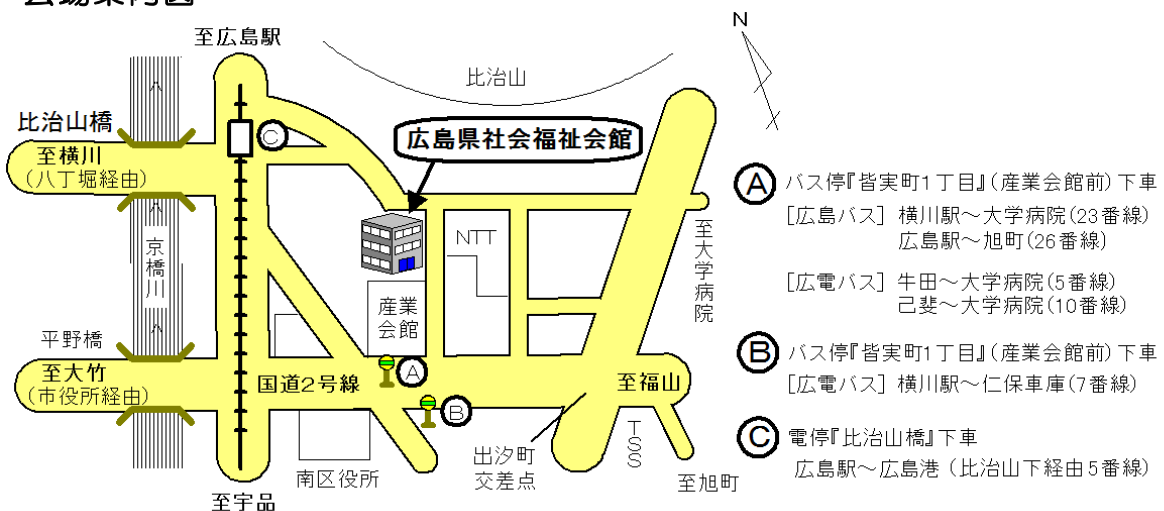 会場案内図
至広島駅
N
比治山
比治山橋
C
広島県社会福祉会館
至横川
(八丁堀経由)
京橋川
NTT
至大学病院
産業
会館
平野橋
至大竹
(市役所経由)
国道2号線
A
B
至福山
南区役所
出汐町
交差点
TSS
至旭町
至宇品
A バス停『皆実町1丁目』(産業会館前)下車
[広島バス] 横川駅~大学病院(23番線)
広島駅~旭町(26番線)
[広電バス] 牛田~大学病院(5番線)
己斐~大学病院(10番線)
B バス停『皆実町1丁目』(産業会館前)下車
[広電バス] 横川駅~仁保車庫(7番線)
C 電停『比治山橋』下車
広島駅~広島港 (比治山下経由5番線)